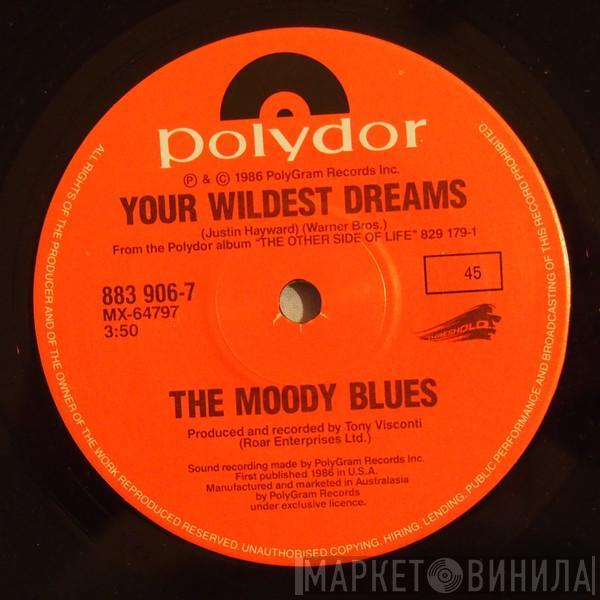 polydor
Ⓟ & © 1986 PolyGram Records Inc.
YOUR WILDEST DREAMS
(Justin Hayward) (Warner Bros.)
From the Polydor album "THE OTHER SIDE OF LIFE" 829 179-1
883 906-7
MX-64797
3:50
45
THRESHOLD
THE MOODY BLUES
Produced and recorded by Tony Visconti
(Roar Enterprises Ltd.)
Sound recording made by PolyGram Records Inc.
First published 1986 in U.S.A.
Manufactured and marketed in Australasia
by PolyGram Records
under exclusive licence.
ALL RIGHTS OF THE PRODUCER AND OF THE OWNER OF THE WORK REPRODUCED RESERVED. UNAUTHORISED COPYING, HIRING, LENDING, PUBLIC PERFORMANCE AND BROADCASTING OF THIS RECORD PROHIBITED.
МАРКЕТ ВИНИЛА